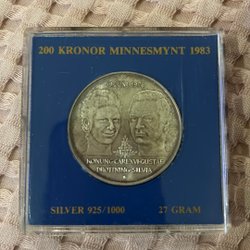 200 KRONOR MINNESMYNT 1983
KONUNG CARL XVI GUSTAF
DROTTNING SILVIA
SILVER 925/1000 27 GRAM